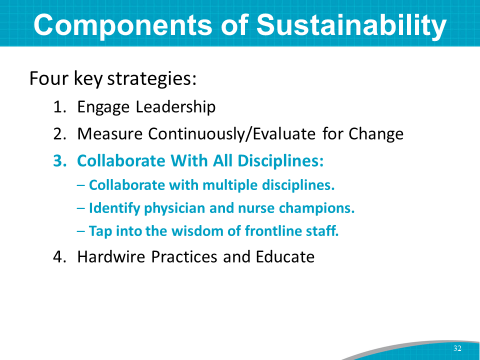 Components of Sustainability
Four key strategies:
1. Engage Leadership
2. Measure Continuously/Evaluate for Change
3. Collaborate With All Disciplines:
– Collaborate with multiple disciplines.
– Identify physician and nurse champions.
– Tap into the wisdom of frontline staff.
4. Hardwire Practices and Educate
32